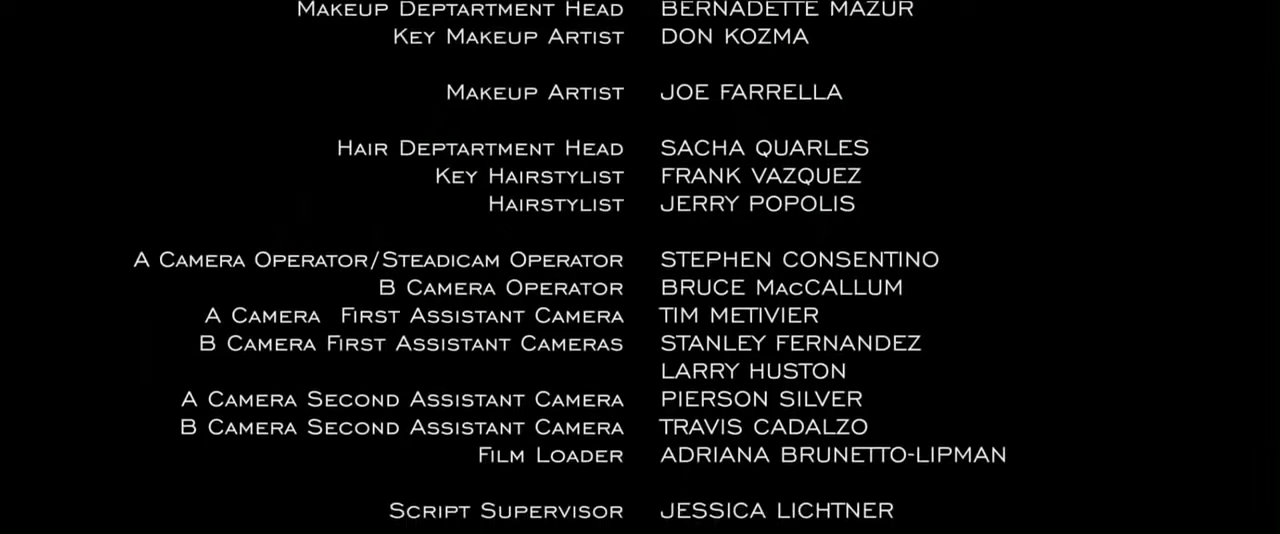 Makeup Deptartment Head BERNADETTE MAZUR
Key Makeup Artist DON KOZMA
Makeup Artist JOE FARRELLA
Hair Deptartment Head SACHA QUARLES
Key Hairstylist FRANK VAZQUEZ
Hairstylist JERRY POPOLIS
A Camera Operator/Steadicam Operator STEPHEN CONSENTINO
B Camera Operator BRUCE MacCALLUM
A Camera First Assistant Camera TIM METIVIER
B Camera First Assistant Cameras STANLEY FERNANDEZ
LARRY HUSTON
A Camera Second Assistant Camera PIERSON SILVER
B Camera Second Assistant Camera TRAVIS CADALZO
Film Loader ADRIANA BRUNETTO-LIPMAN
Script Supervisor JESSICA LICHTNER